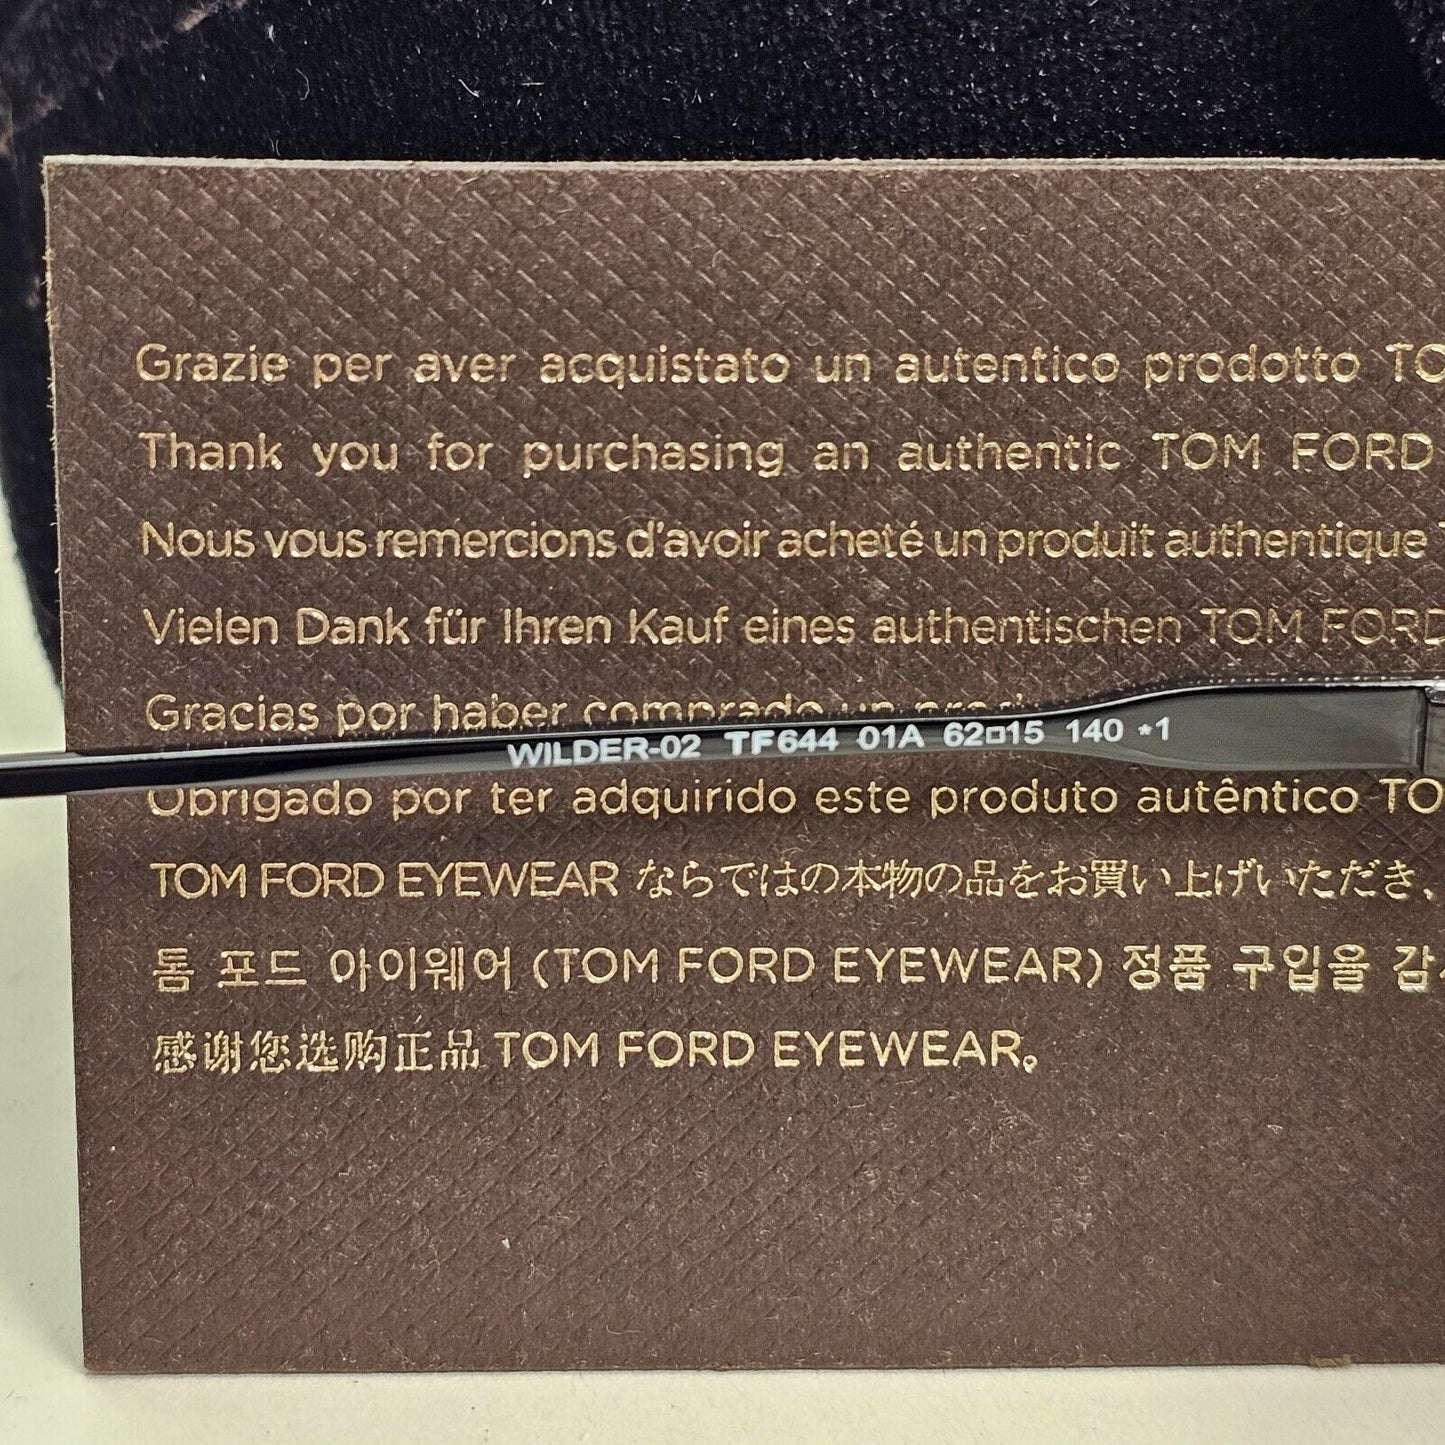 Grazie per aver acquistato un autentico prodotto TO
Thank you for purchasing an authentic TOM FORD
Nous vous remercions d'avoir acheté un produit authentique
Vielen Dank für Ihren Kauf eines authentischen TOM FORD
Gracias por haber comprado un
WILDER-02 TF644 01A 62□15 140 *1
Obrigado por ter adquirido este produto autêntico TO
TOM FORD EYEWEAR ならではの本物の品をお買い上げいただき、
톰 포드 아이웨어 (TOM FORD EYEWEAR) 정품 구입을 감
感谢您选购正品 TOM FORD EYEWEAR。